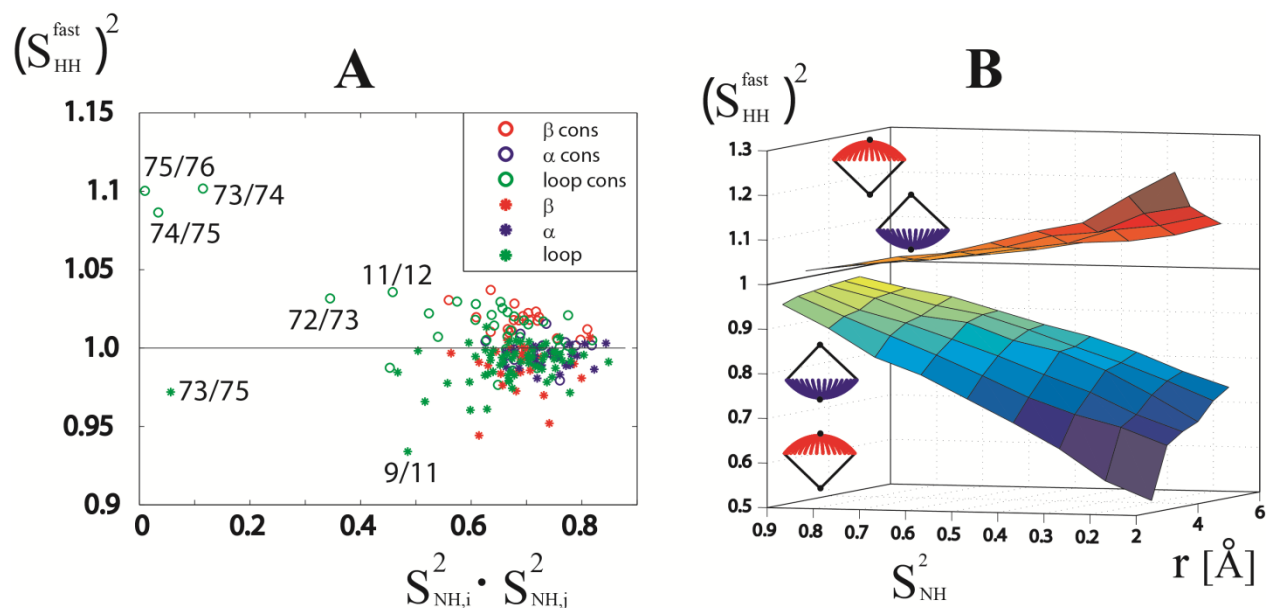 (S_HH^fast)^2
A
1.15
1.1
1.05
1.0
0.95
0.9
75/76
73/74
74/75
11/12
72/73
73/75
9/11
β cons
α cons
loop cons
β
α
loop
0 0.2 0.4 0.6 0.8
S^2_NH,i · S^2_NH,j
B
(S_HH^fast)^2
1.3
1.2
1.1
1
0.9
0.8
0.7
0.6
0.5
0.9 0.8 0.7 0.6 0.5 0.4 0.3 0.2 2 4 6
S^2_NH
r [Å]